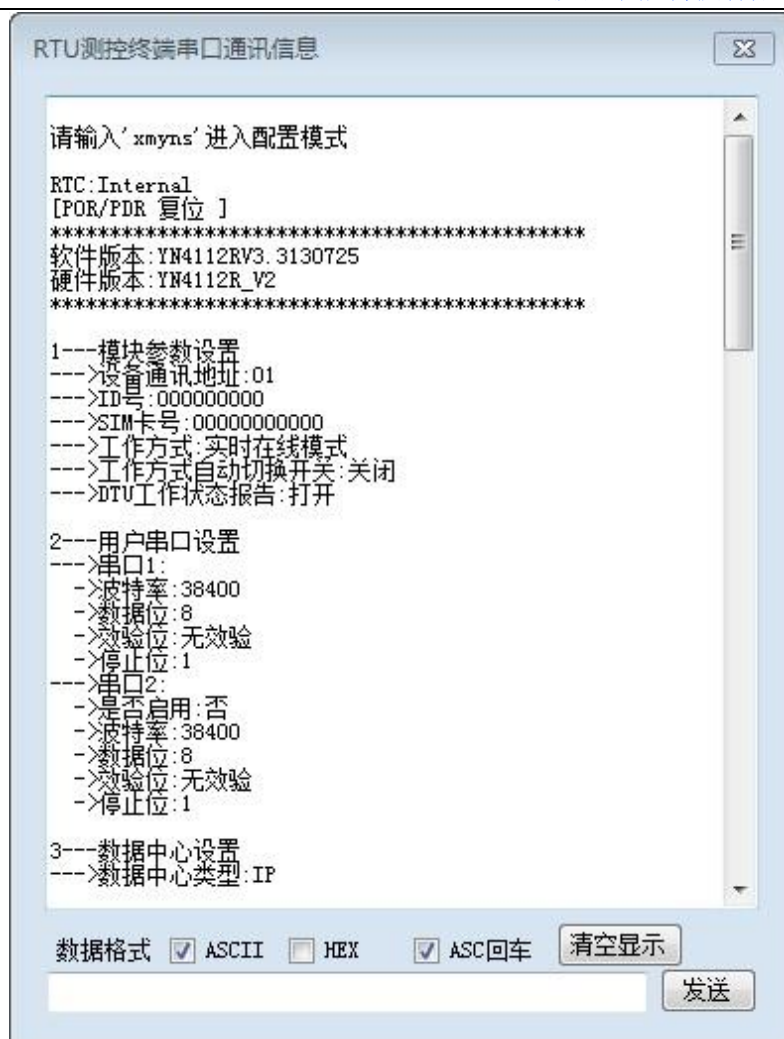 RTU测控终端串口通讯信息
请输入'xmyns'进入配置模式
RTC:Internal
[POR/PDR 复位 ]
*********************************************
软件版本:YN4112RV3.3130725
硬件版本:YN4112R_V2
*********************************************
1---模块参数设置
--->设备通讯地址:01
--->ID号:000000000
--->SIM卡号:00000000000
--->工作方式:实时在线模式
--->工作方式自动切换开关:关闭
--->DTU工作状态报告:打开
2---用户串口设置
--->串口1:
->波特率:38400
->数据位:8
->效验位:无效验
->停止位:1
--->串口2:
->是否启用:否
->波特率:38400
->数据位:8
->效验位:无效验
->停止位:1
3---数据中心设置
--->数据中心类型:IP
数据格式 ASCII HEX ASC回车 清空显示
发送